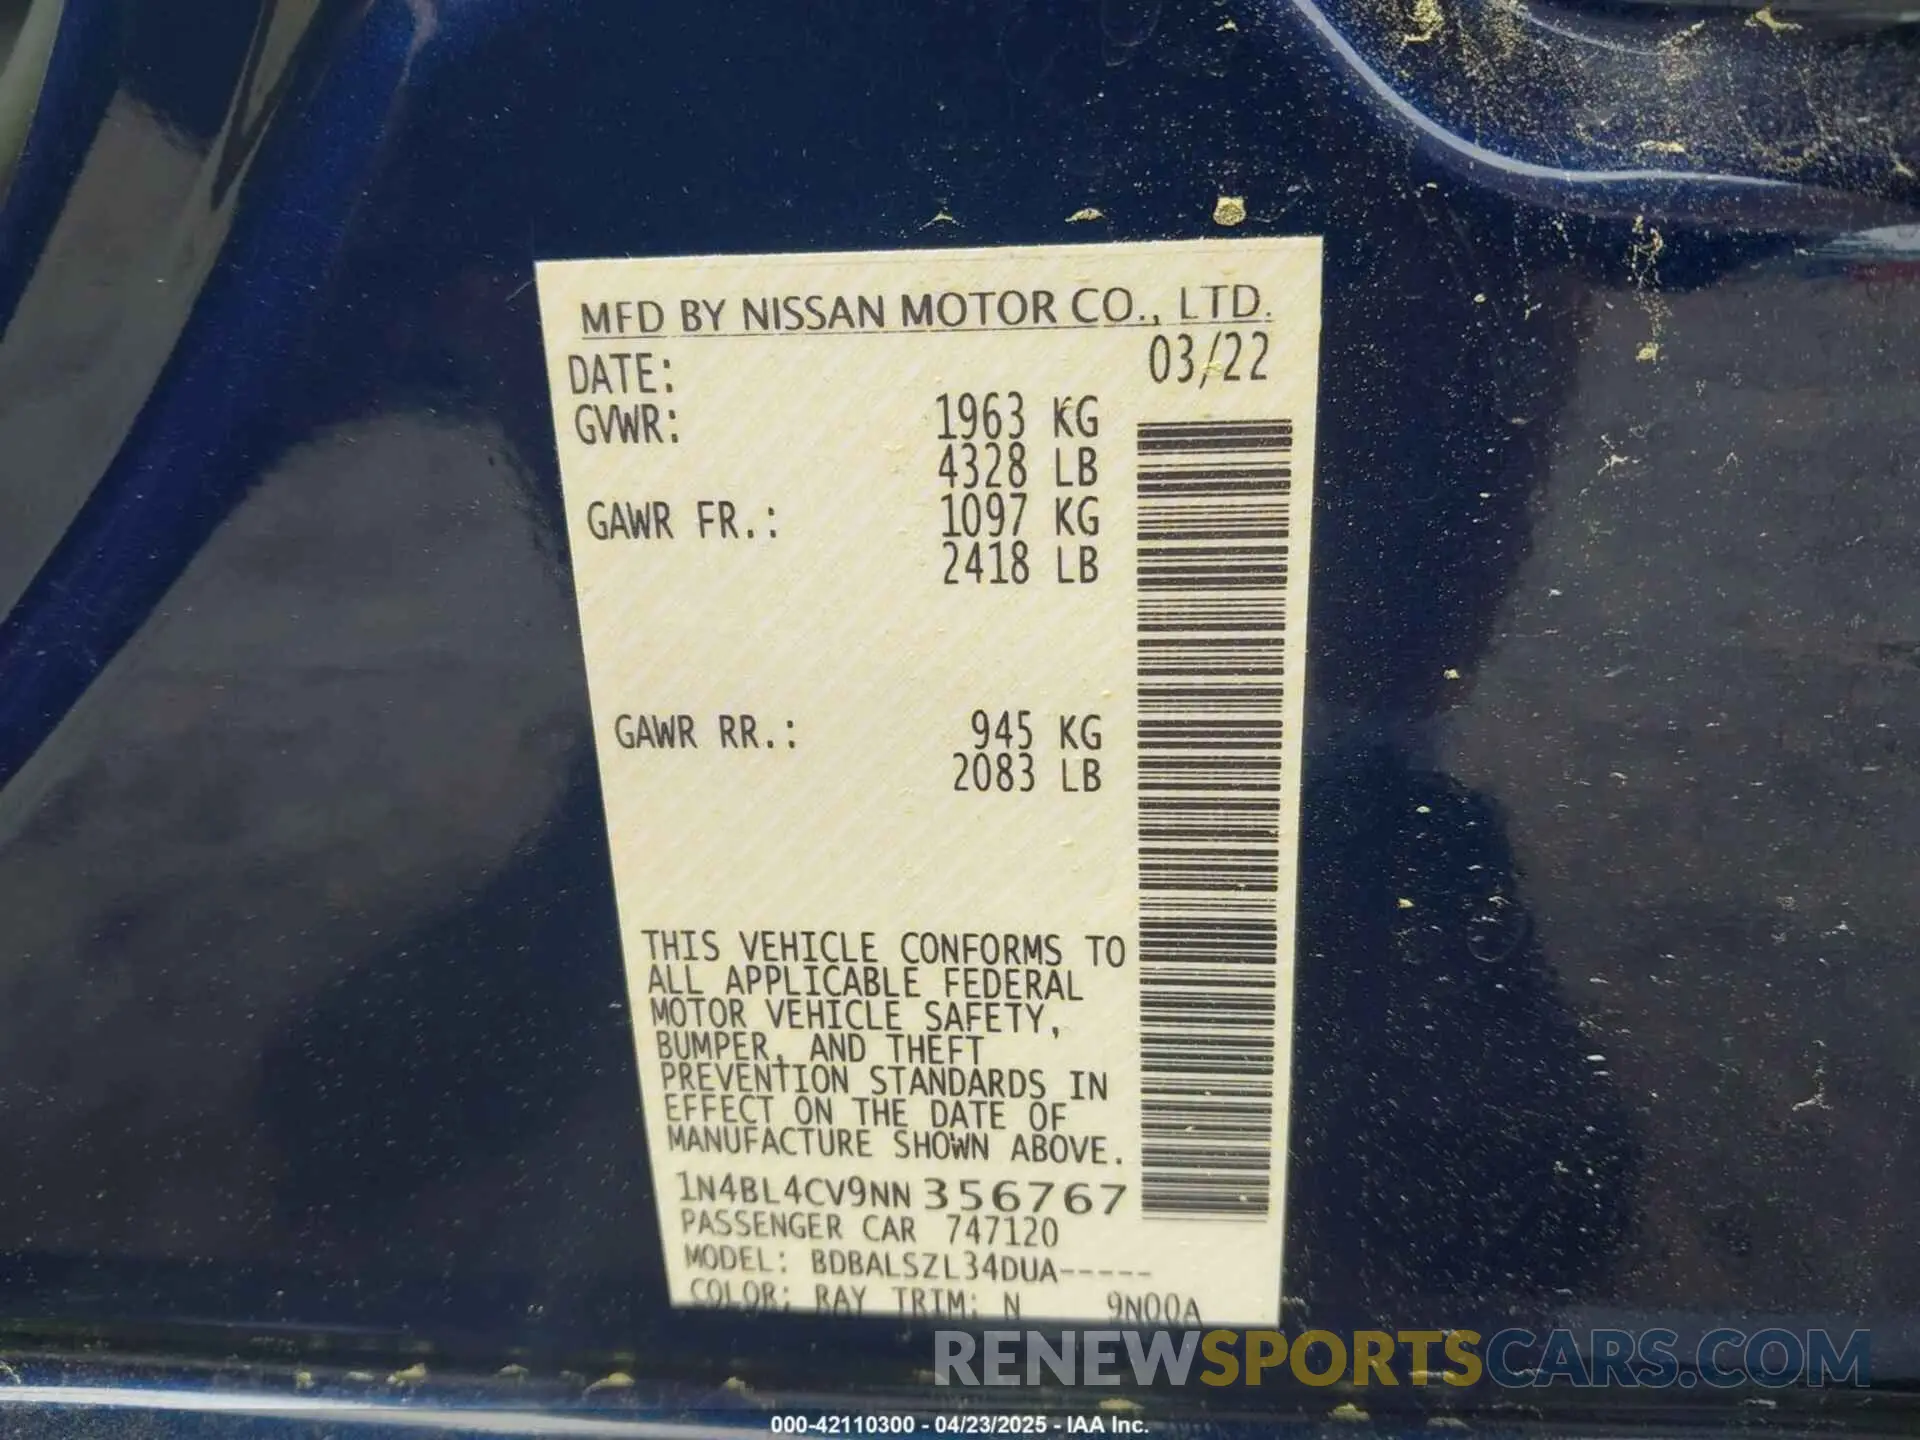 MFD BY NISSAN MOTOR CO., LTD.
DATE: 03/22
GVWR: 1963 KG
4328 LB
GAWR FR.: 1097 KG
2418 LB
GAWR RR.: 945 KG
2083 LB
THIS VEHICLE CONFORMS TO
ALL APPLICABLE FEDERAL
MOTOR VEHICLE SAFETY,
BUMPER, AND THEFT
PREVENTION STANDARDS IN
EFFECT ON THE DATE OF
MANUFACTURE SHOWN ABOVE.
1N4BL4CV9NN356767
PASSENGER CAR 747120
MODEL: BDBALSZL34DUA-----
COLOR: RAY TRIM: N 9N00A
RENEWSPORTSCARS.COM
000-42110300 - 04/23/2025 - IAA Inc.